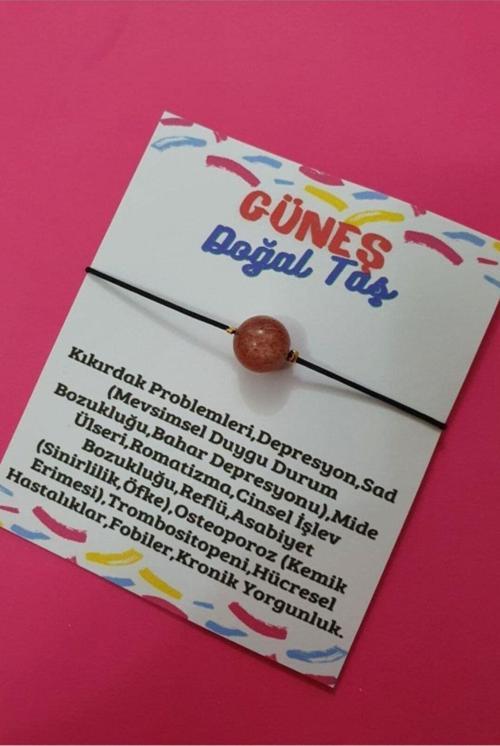 GÜNEŞ
Doğal Taş
Kıkırdak Problemleri,Depresyon,Sad
(Mevsimsel Duygu Durum
Bozukluğu,Bahar Depresyonu),Mide
Ülseri,Romatizma,Cinsel İşlev
Bozukluğu,Reflü,Asabiyet
(Sinirlilik,Öfke),Osteoporoz (Kemik
Erimesi),Trombositopeni,Hücresel
Hastalıklar,Fobiler,Kronik Yorgunluk.